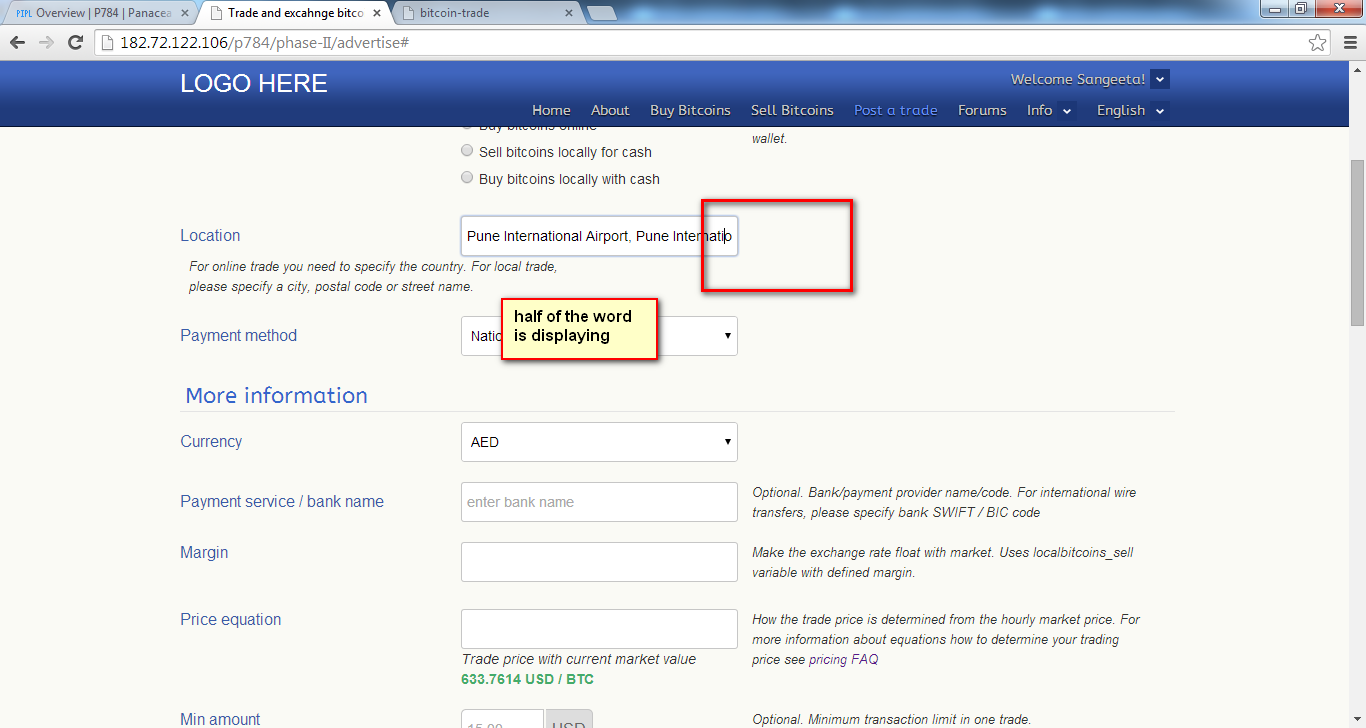 PIPL Overview | P784 | Panacea
Trade and excahnge bitco
bitcoin-trade
182.72.122.106/p784/phase-II/advertise#
LOGO HERE
Welcome Sangeeta!
Home About Buy Bitcoins Sell Bitcoins Post a trade Forums Info English
Buy bitcoins online
wallet.
Sell bitcoins locally for cash
Buy bitcoins locally with cash
Location
Pune International Airport, Pune Internatio
For online trade you need to specify the country. For local trade,
please specify a city, postal code or street name.
half of the word
is displaying
Payment method
Natio
More information
Currency
AED
Payment service / bank name
enter bank name
Optional. Bank/payment provider name/code. For international wire
transfers, please specify bank SWIFT / BIC code
Margin
Make the exchange rate float with market. Uses localbitcoins_sell
variable with defined margin.
Price equation
How the trade price is determined from the hourly market price. For
more information about equations how to determine your trading
price see pricing FAQ
Trade price with current market value
633.7614 USD / BTC
Min amount
15.00
USD
Optional. Minimum transaction limit in one trade.